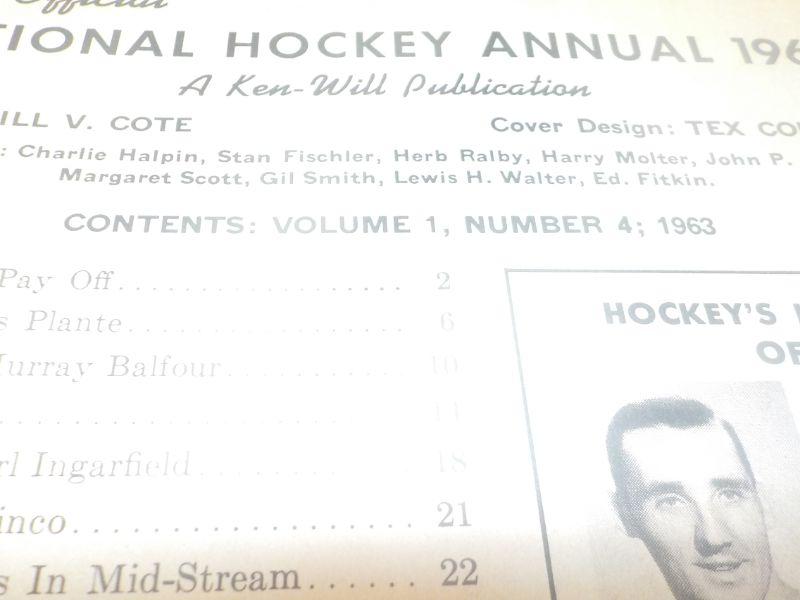 Official
TIONAL HOCKEY ANNUAL 196
A Ken-Will Publication
ILL V. COTE
Cover Design: TEX CO
: Charlie Halpin, Stan Fischler, Herb Ralby, Harry Molter, John P.
Margaret Scott, Gil Smith, Lewis H. Walter, Ed. Fitkin.
CONTENTS: VOLUME 1, NUMBER 4; 1963
Pay Off.................. 2
s Plante................. 6
Murray Balfour........... 10
rl Ingarfield............ 18
inco..................... 21
s In Mid-Stream...... 22
HOCKEY'S
OF